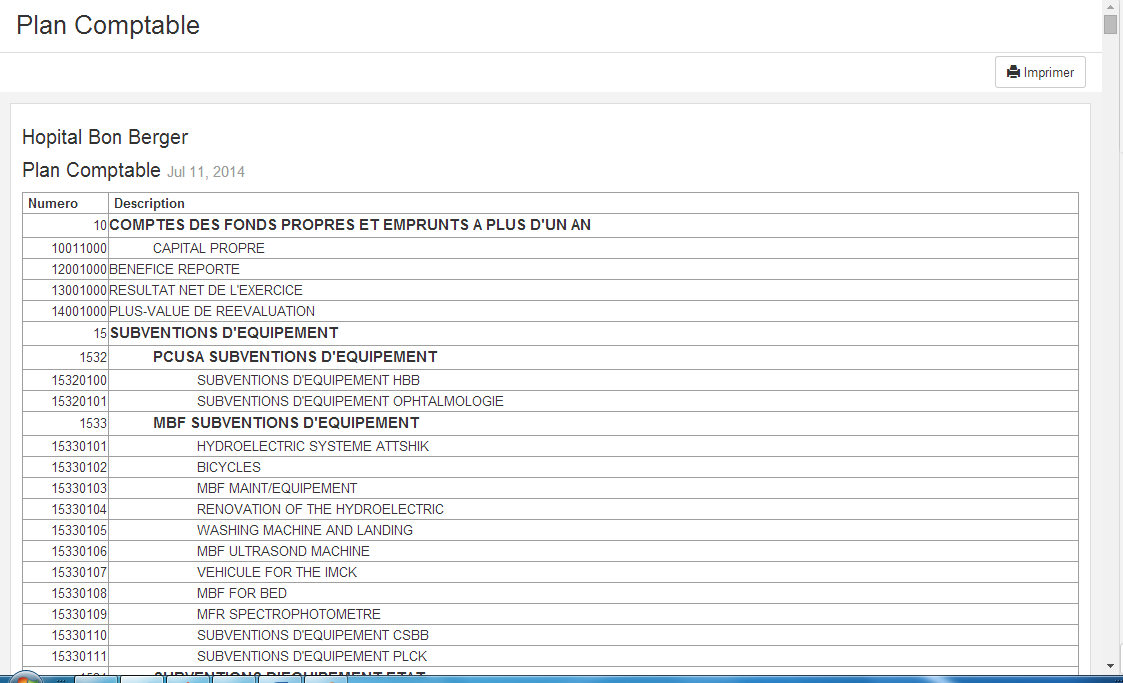 Plan Comptable
Imprimer
Hopital Bon Berger
Plan Comptable Jul 11, 2014
Numero Description
10 COMPTES DES FONDS PROPRES ET EMPRUNTS A PLUS D'UN AN
10011000 CAPITAL PROPRE
12001000 BENEFICE REPORTE
13001000 RESULTAT NET DE L'EXERCICE
14001000 PLUS-VALUE DE REEVALUATION
15 SUBVENTIONS D'EQUIPEMENT
1532 PCUSA SUBVENTIONS D'EQUIPEMENT
15320100 SUBVENTIONS D'EQUIPEMENT HBB
15320101 SUBVENTIONS D'EQUIPEMENT OPHTALMOLOGIE
1533 MBF SUBVENTIONS D'EQUIPEMENT
15330101 HYDROELECTRIC SYSTEME ATTSHIK
15330102 BICYCLES
15330103 MBF MAINT/EQUIPEMENT
15330104 RENOVATION OF THE HYDROELECTRIC
15330105 WASHING MACHINE AND LANDING
15330106 MBF ULTRASOND MACHINE
15330107 VEHICULE FOR THE IMCK
15330108 MBF FOR BED
15330109 MFR SPECTROPHOTOMETRE
15330110 SUBVENTIONS D'EQUIPEMENT CSBB
15330111 SUBVENTIONS D'EQUIPEMENT PLCK
SUBVENTIONS D'EQUIPEMENT ETAT